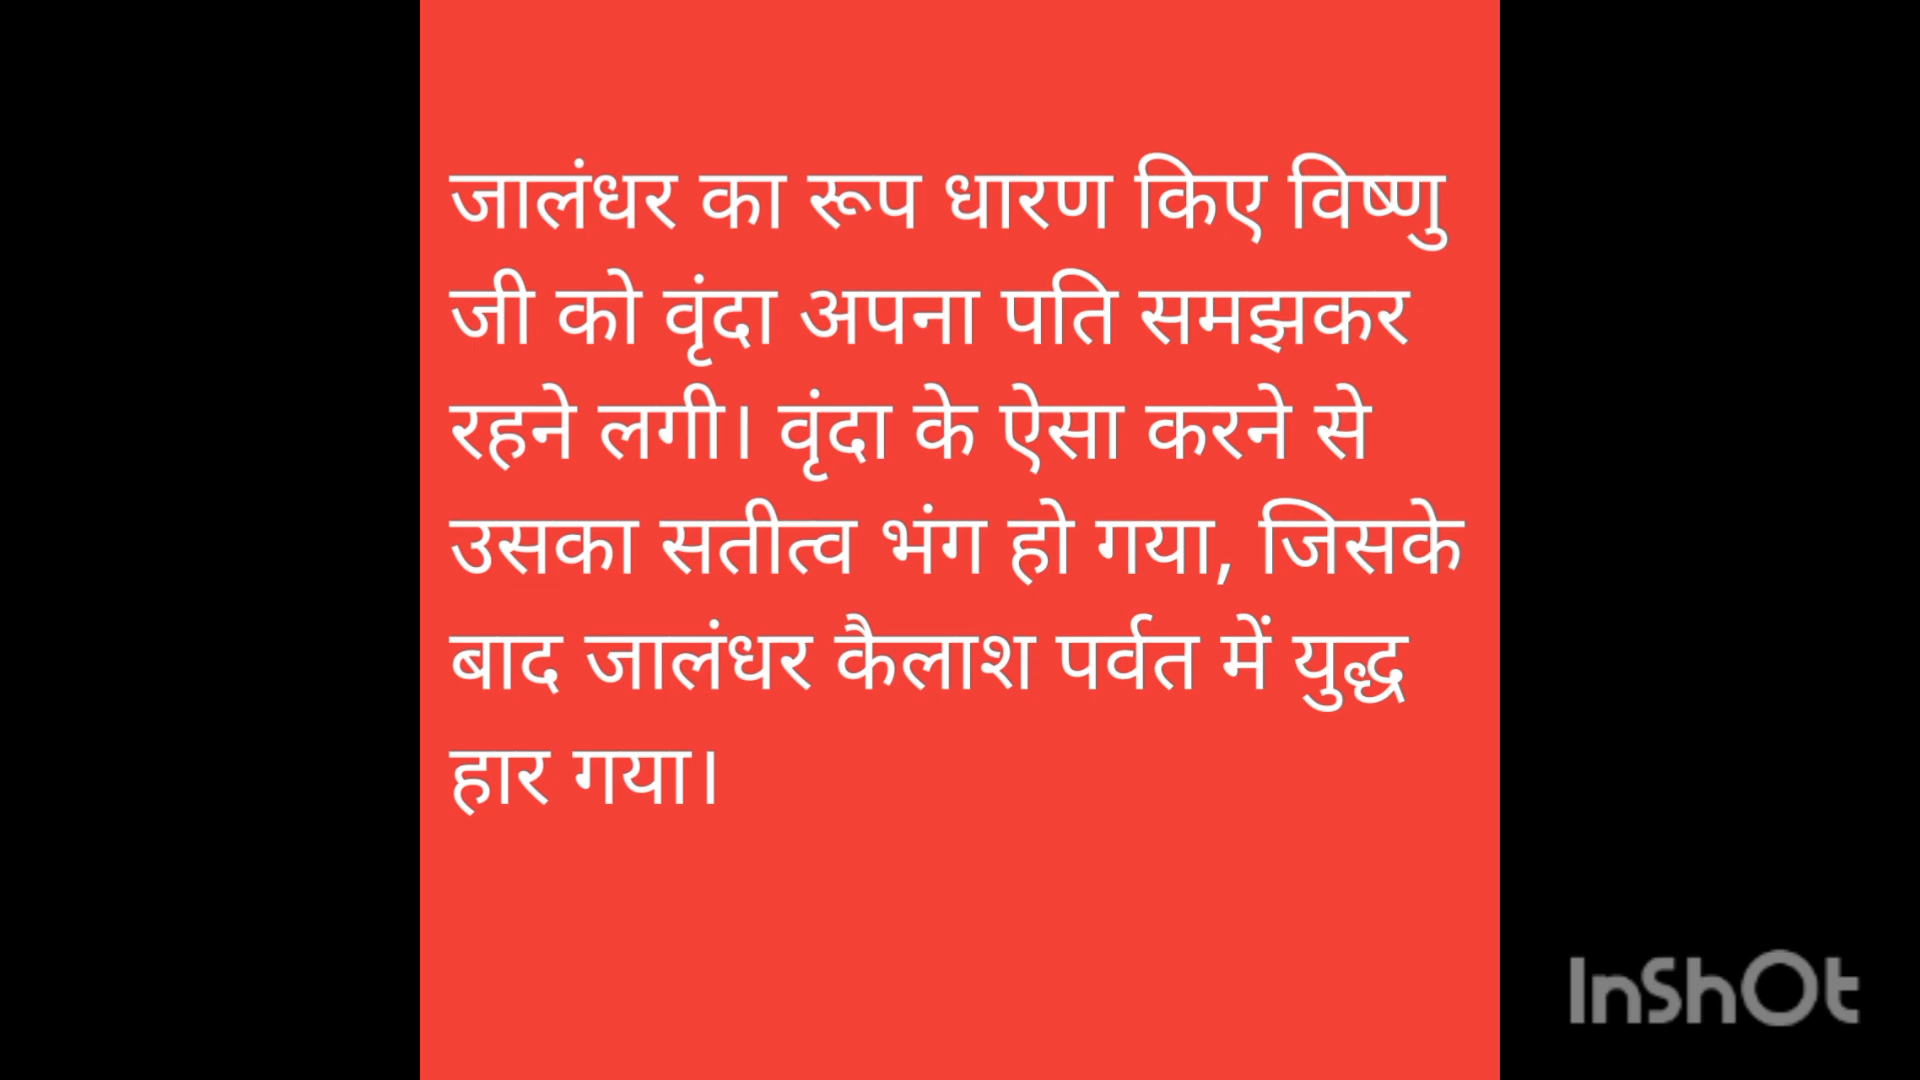 जालंधर का रूप धारण किए विष्णु
जी को वृंदा अपना पति समझकर
रहने लगी। वृंदा के ऐसा करने से
उसका सतीत्व भंग हो गया, जिसके
बाद जालंधर कैलाश पर्वत में युद्ध
हार गया।
InShOt